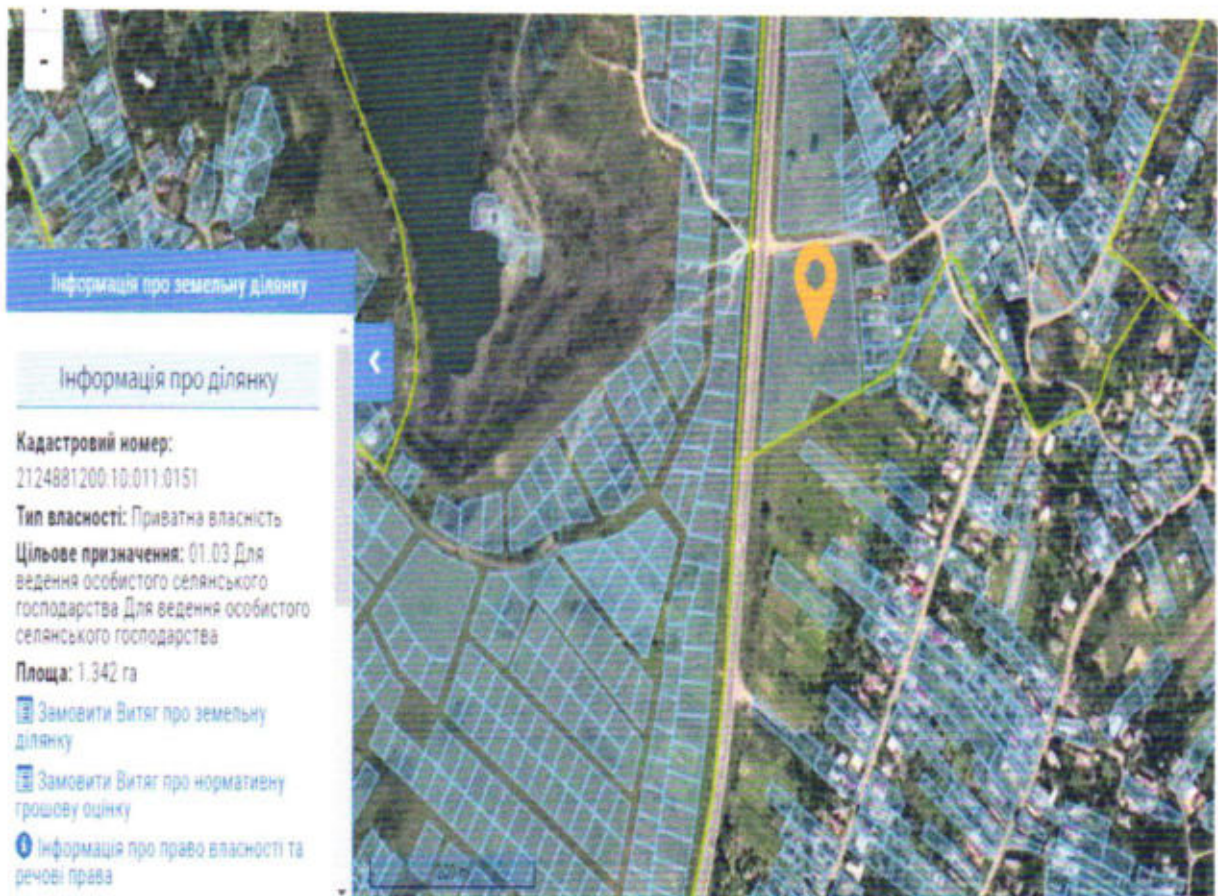 -
Інформація про земельну ділянку
Інформація про ділянку
Кадастровий номер:
2124881200:10:011:0151
Тип власності: Приватна власність
Цільове призначення: 01.03 Для
ведення особистого селянського
господарства Для ведення особистого
селянського господарства
Площа: 1.342 га
Замовити Витяг про земельну
ділянку
Замовити Витяг про нормативну
грошову оцінку
Інформація про право власності та
речові права